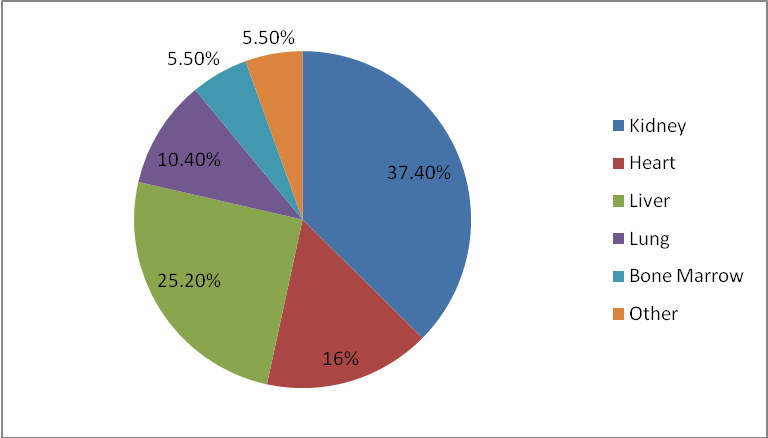 5.50%
5.50%
10.40%
37.40%
25.20%
16%
Kidney
Heart
Liver
Lung
Bone Marrow
Other